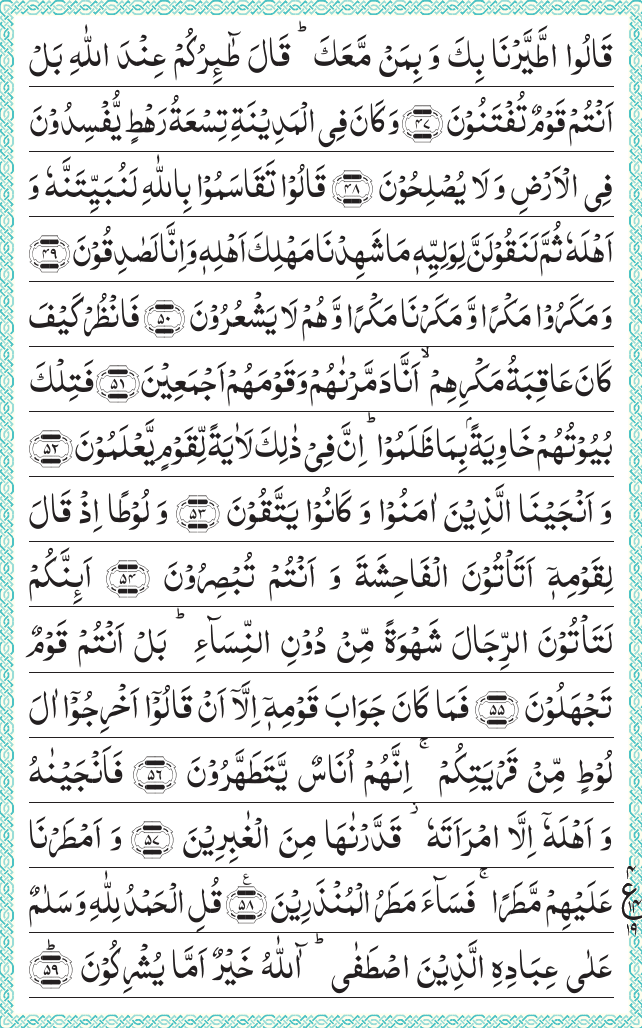 قَالُوا اطَّيَّرْنَا بِكَ وَ بِمَنْ مَّعَكَ ؕ قَالَ طٰٓئِرُكُمْ عِنْدَ اللّٰهِ بَلْ
اَنْتُمْ قَوْمٌ تُفْتَنُوْنَ ﴿۴۷﴾ وَ كَانَ فِی الْمَدِیْنَةِ تِسْعَةُ رَهْطٍ یُّفْسِدُوْنَ
فِی الْاَرْضِ وَ لَا یُصْلِحُوْنَ ﴿۴۸﴾ قَالُوْا تَقَاسَمُوْا بِاللّٰهِ لَنُبَیِّتَنَّهٗ وَ
اَهْلَهٗ ثُمَّ لَنَقُوْلَنَّ لِوَلِیِّهٖ مَا شَهِدْنَا مَهْلِكَ اَهْلِهٖ وَ اِنَّا لَصٰدِقُوْنَ ﴿۴۹﴾
وَ مَكَرُوْا مَكْرًا وَّ مَكَرْنَا مَكْرًا وَّ هُمْ لَا یَشْعُرُوْنَ ﴿۵۰﴾ فَانْظُرْ كَیْفَ
كَانَ عَاقِبَةُ مَكْرِهِمْ ۙ اَنَّا دَمَّرْنٰهُمْ وَ قَوْمَهُمْ اَجْمَعِیْنَ ﴿۵۱﴾ فَتِلْكَ
بُیُوْتُهُمْ خَاوِیَةًۢ بِمَا ظَلَمُوْا ؕ اِنَّ فِیْ ذٰلِكَ لَاٰیَةً لِّقَوْمٍ یَّعْلَمُوْنَ ﴿۵۲﴾
وَ اَنْجَیْنَا الَّذِیْنَ اٰمَنُوْا وَ كَانُوْا یَتَّقُوْنَ ﴿۵۳﴾ وَ لُوْطًا اِذْ قَالَ
لِقَوْمِهٖۤ اَتَاْتُوْنَ الْفَاحِشَةَ وَ اَنْتُمْ تُبْصِرُوْنَ ﴿۵۴﴾ اَئِنَّكُمْ
لَتَاْتُوْنَ الرِّجَالَ شَهْوَةً مِّنْ دُوْنِ النِّسَآءِ ؕ بَلْ اَنْتُمْ قَوْمٌ
تَجْهَلُوْنَ ﴿۵۵﴾ فَمَا كَانَ جَوَابَ قَوْمِهٖۤ اِلَّاۤ اَنْ قَالُوْۤا اَخْرِجُوْۤا اٰلَ
لُوْطٍ مِّنْ قَرْیَتِكُمْ ۚ اِنَّهُمْ اُنَاسٌ یَّتَطَهَّرُوْنَ ﴿۵۶﴾ فَاَنْجَیْنٰهُ
وَ اَهْلَهٗۤ اِلَّا امْرَاَتَهٗ ؗ قَدَّرْنٰهَا مِنَ الْغٰبِرِیْنَ ﴿۵۷﴾ وَ اَمْطَرْنَا
عَلَیْهِمْ مَّطَرًا ۚ فَسَآءَ مَطَرُ الْمُنْذَرِیْنَ ﴿۵۸﴾ قُلِ الْحَمْدُ لِلّٰهِ وَ سَلٰمٌ
عَلٰی عِبَادِهِ الَّذِیْنَ اصْطَفٰی ؕ آٰللّٰهُ خَیْرٌ اَمَّا یُشْرِكُوْنَ ﴿۵۹﴾